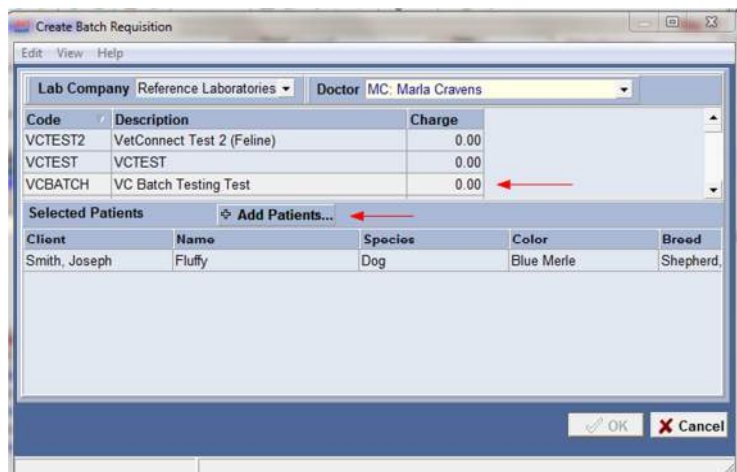 Create Batch Requisition
Edit View Help
Lab Company Reference Laboratories Doctor MC: Marla Cravens
Code Description Charge
VCTEST2 VetConnect Test 2 (Feline) 0.00
VCTEST VCTEST 0.00
VCBATCH VC Batch Testing Test 0.00
Selected Patients Add Patients...
Client Name Species Color Breed
Smith, Joseph Fluffy Dog Blue Merle Shepherd,
OK Cancel